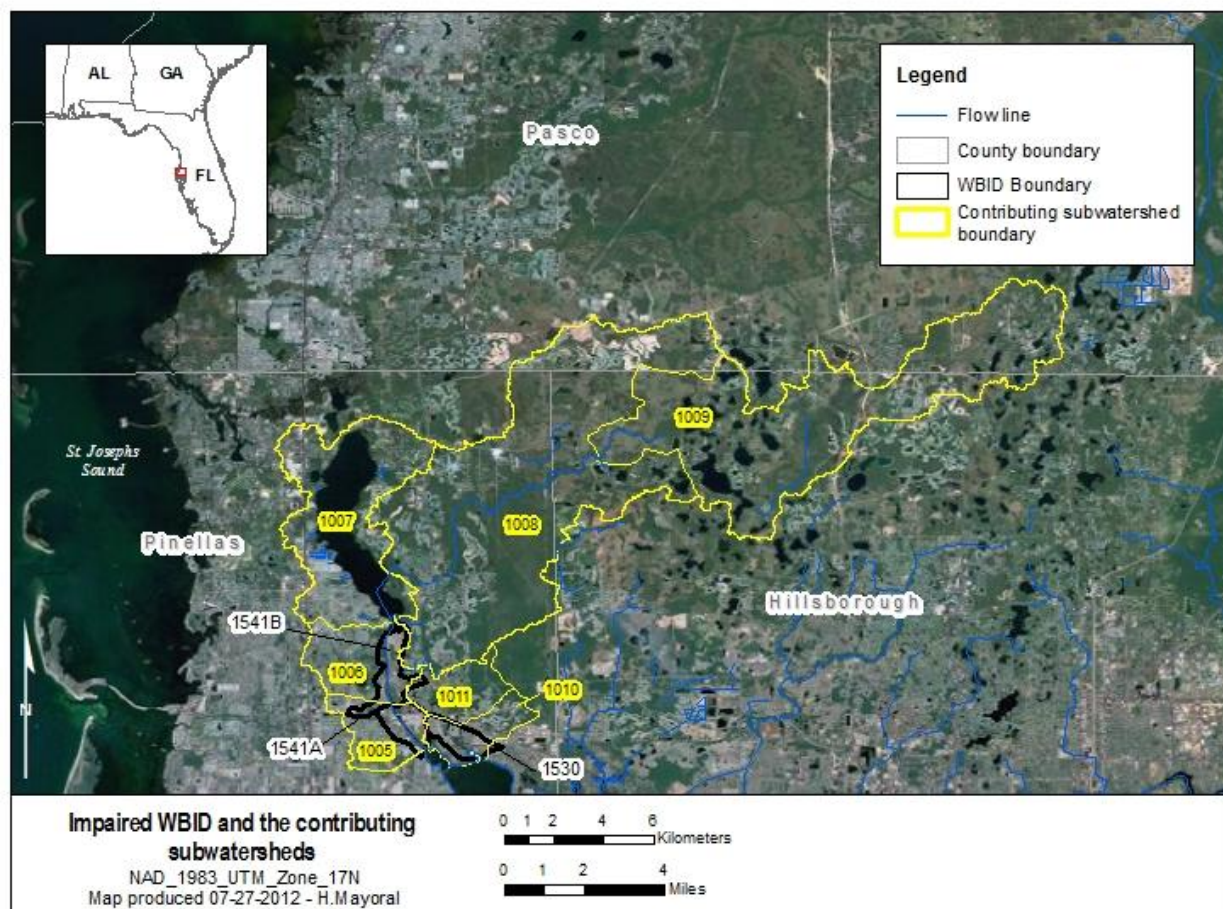 AL
GA
FL
Legend
Flowline
County boundary
WBID Boundary
Contributing subwatershed
boundary
Pasco
1009
St. Josephs
Sound
1007
1008
Pinellas
Hillsborough
1541B
1006
1011
1010
1541A
1005
1530
N
Impaired WBID and the contributing
subwatersheds
NAD_1983_UTM_Zone_17N
Map produced 07-27-2012 - H.Mayoral
0 1 2 4 6
Kilometers
0 1 2 4
Miles